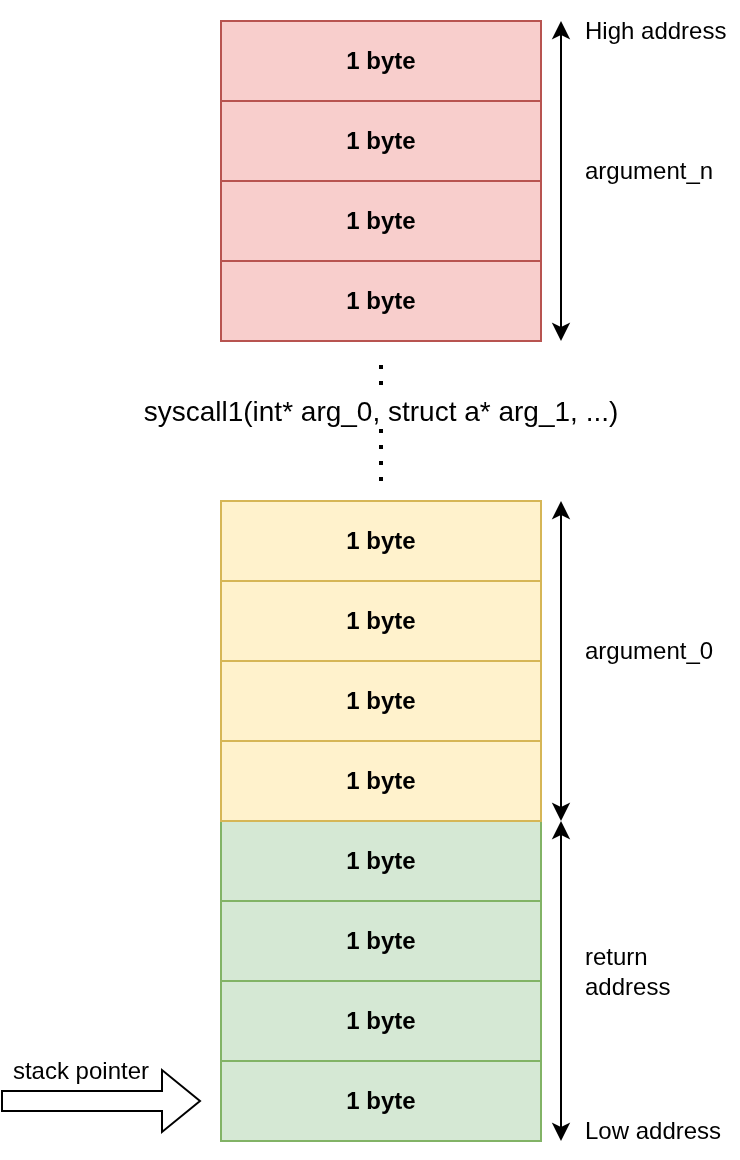 High address
1 byte
1 byte
argument_n
1 byte
1 byte
syscall1(int* arg_0, struct a* arg_1, ...)
1 byte
1 byte
argument_0
1 byte
1 byte
1 byte
1 byte
return
address
1 byte
stack pointer
1 byte
Low address